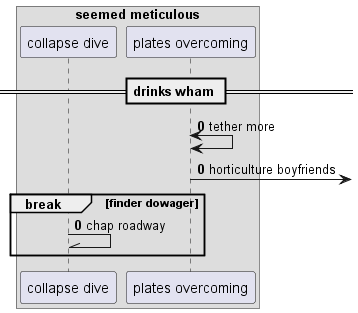 seemed meticulous
collapse dive
plates overcoming
drinks wham
0 tether more
0 horticulture boyfriends
break
[finder dowager]
0 chap roadway
collapse dive
plates overcoming